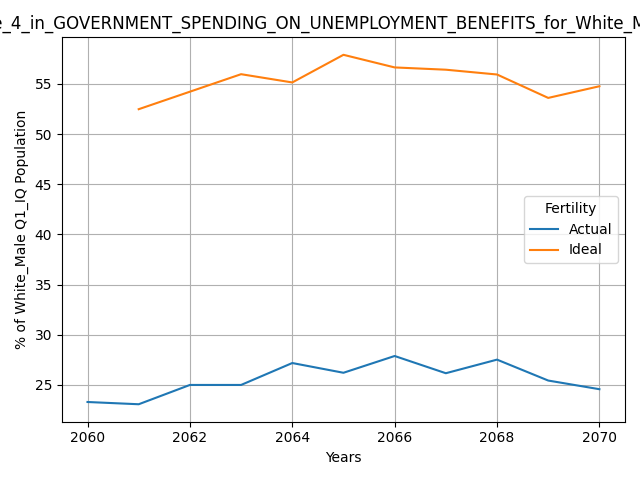 e_4_in_GOVERNMENT_SPENDING_ON_UNEMPLOYMENT_BENEFITS_for_White_M
55
50
45
40
35
30
25
% of White_Male Q1_IQ Population
Fertility
Actual
Ideal
2060 2062 2064 2066 2068 2070
Years